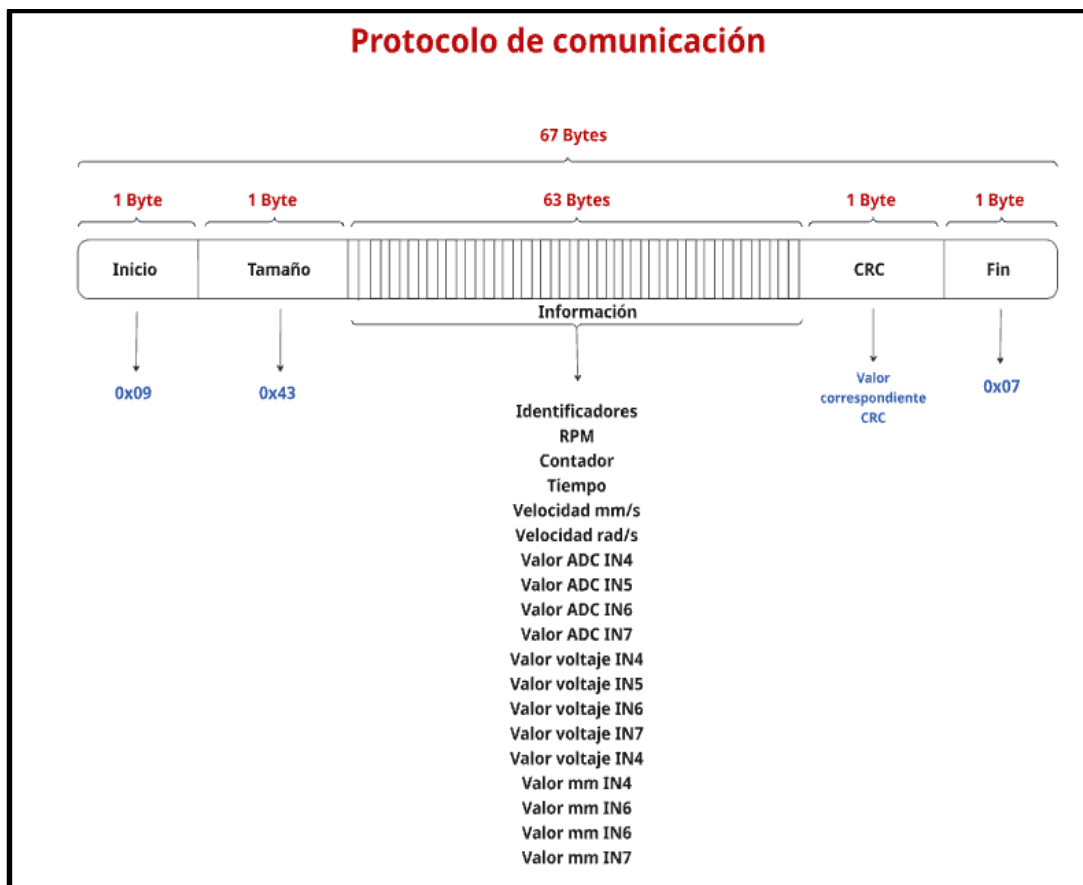 Protocolo de comunicación
67 Bytes
1 Byte
1 Byte
63 Bytes
1 Byte
1 Byte
Inicio
Tamaño
CRC
Fin
Información
0x09
0x43
Valor
correspondiente
CRC
0x07
Identificadores
RPM
Contador
Tiempo
Velocidad mm/s
Velocidad rad/s
Valor ADC IN4
Valor ADC IN5
Valor ADC IN6
Valor ADC IN7
Valor voltaje IN4
Valor voltaje IN5
Valor voltaje IN6
Valor voltaje IN7
Valor voltaje IN4
Valor mm IN4
Valor mm IN6
Valor mm IN6
Valor mm IN7